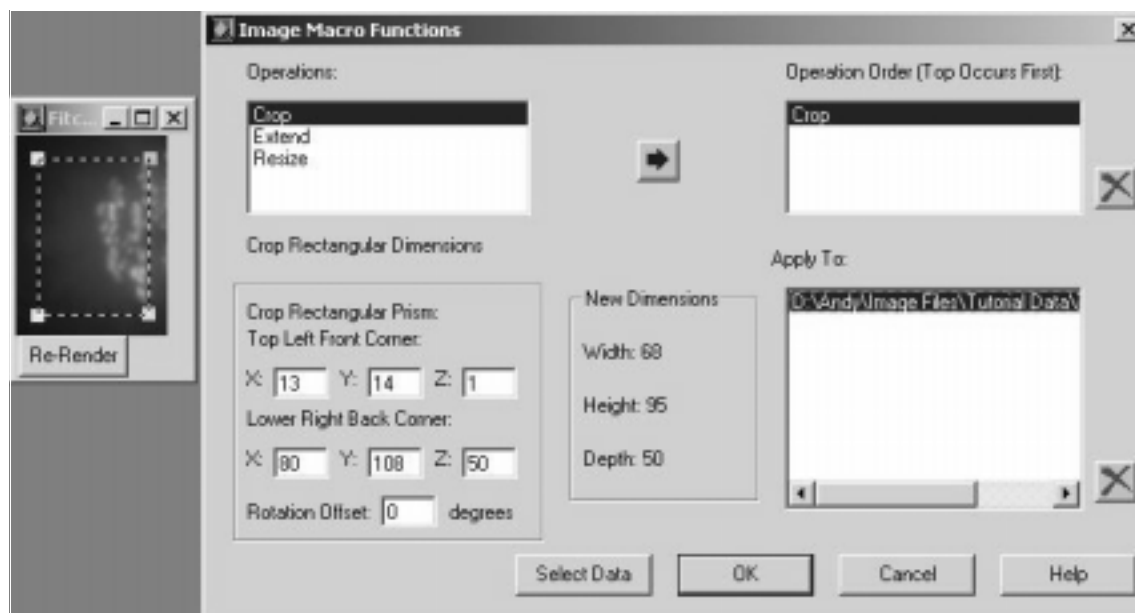 Image Macro Functions
Operations:
Operation Order (Top Occurs First):
Crop
Extend
Resize
Crop
Fitc...
Re-Render
Crop Rectangular Dimensions
Apply To:
Crop Rectangular Prism:
Top Left Front Corner:
X: 13 Y: 14 Z: 1
Lower Right Back Corner:
X: 80 Y: 108 Z: 50
Rotation Offset: 0 degrees
New Dimensions
Width: 68
Height: 95
Depth: 50
D:\Andy\Image Files\Tutorial Data\
Select Data
OK
Cancel
Help